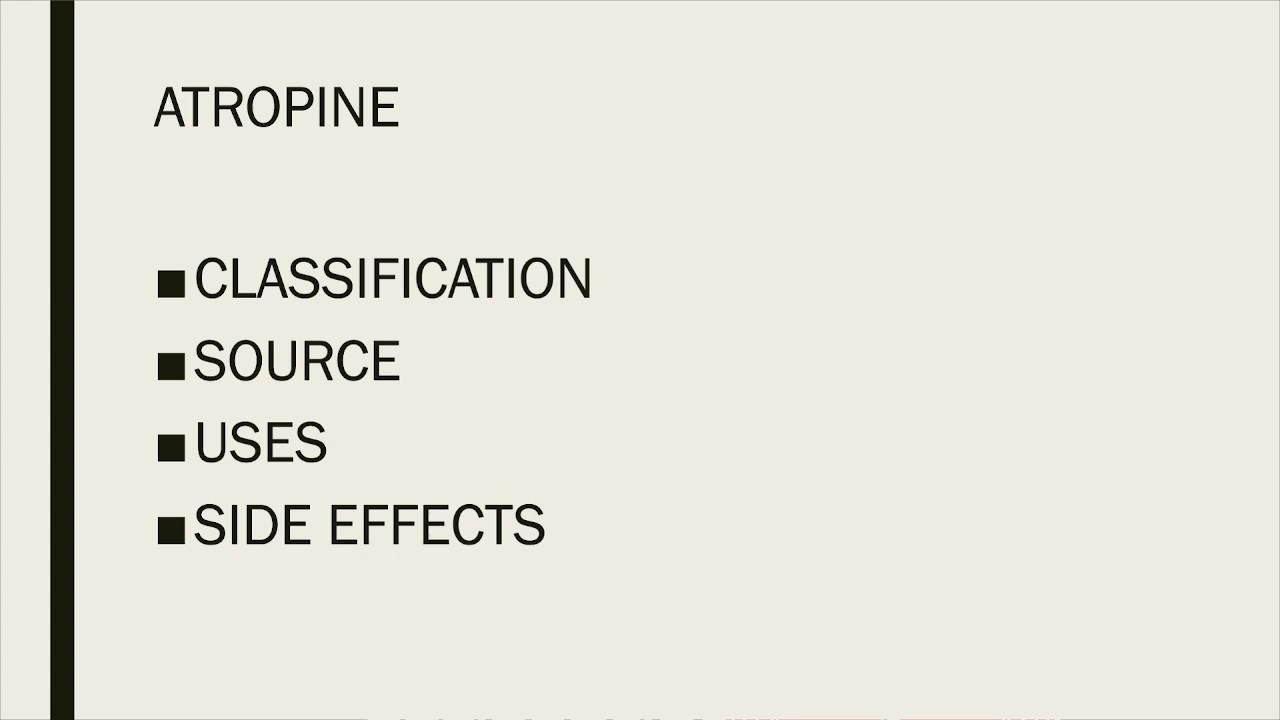 ATROPINE
■CLASSIFICATION
■SOURCE
■USES
■SIDE EFFECTS